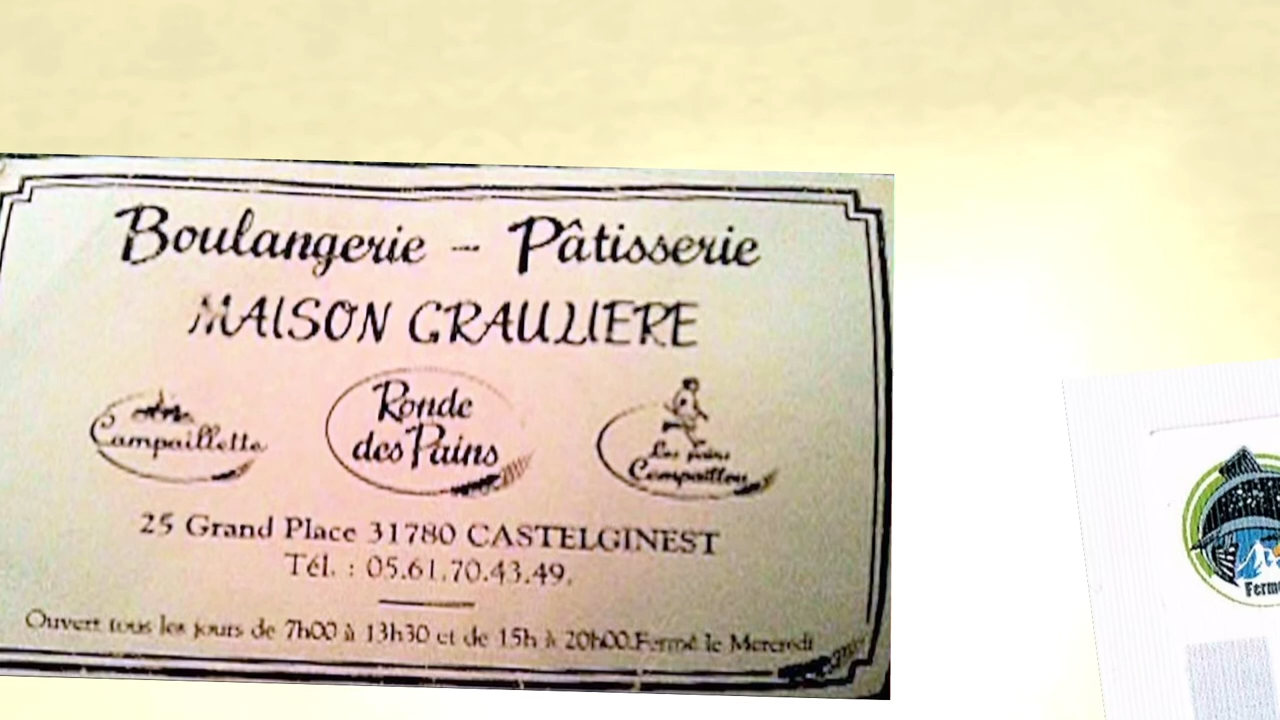 Boulangerie - Pâtisserie
MAISON GRAULIERE
Campaillette
Ronde
des Pains
Les pains
Campaillou
25 Grand Place 31780 CASTELGINEST
Tél. : 05.61.70.43.49.
Ouvert tous les jours de 7h00 à 13h30 et de 15h à 20h00.Fermé le Mercredi